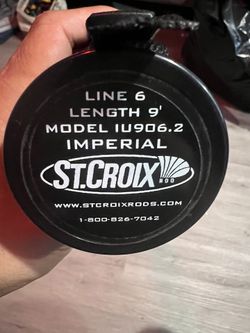 LINE 6
LENGTH 9'
MODEL IU906.2
IMPERIAL
ST.CROIX
ROD
WWW.STCROIXRODS.COM
1-800-826-7042